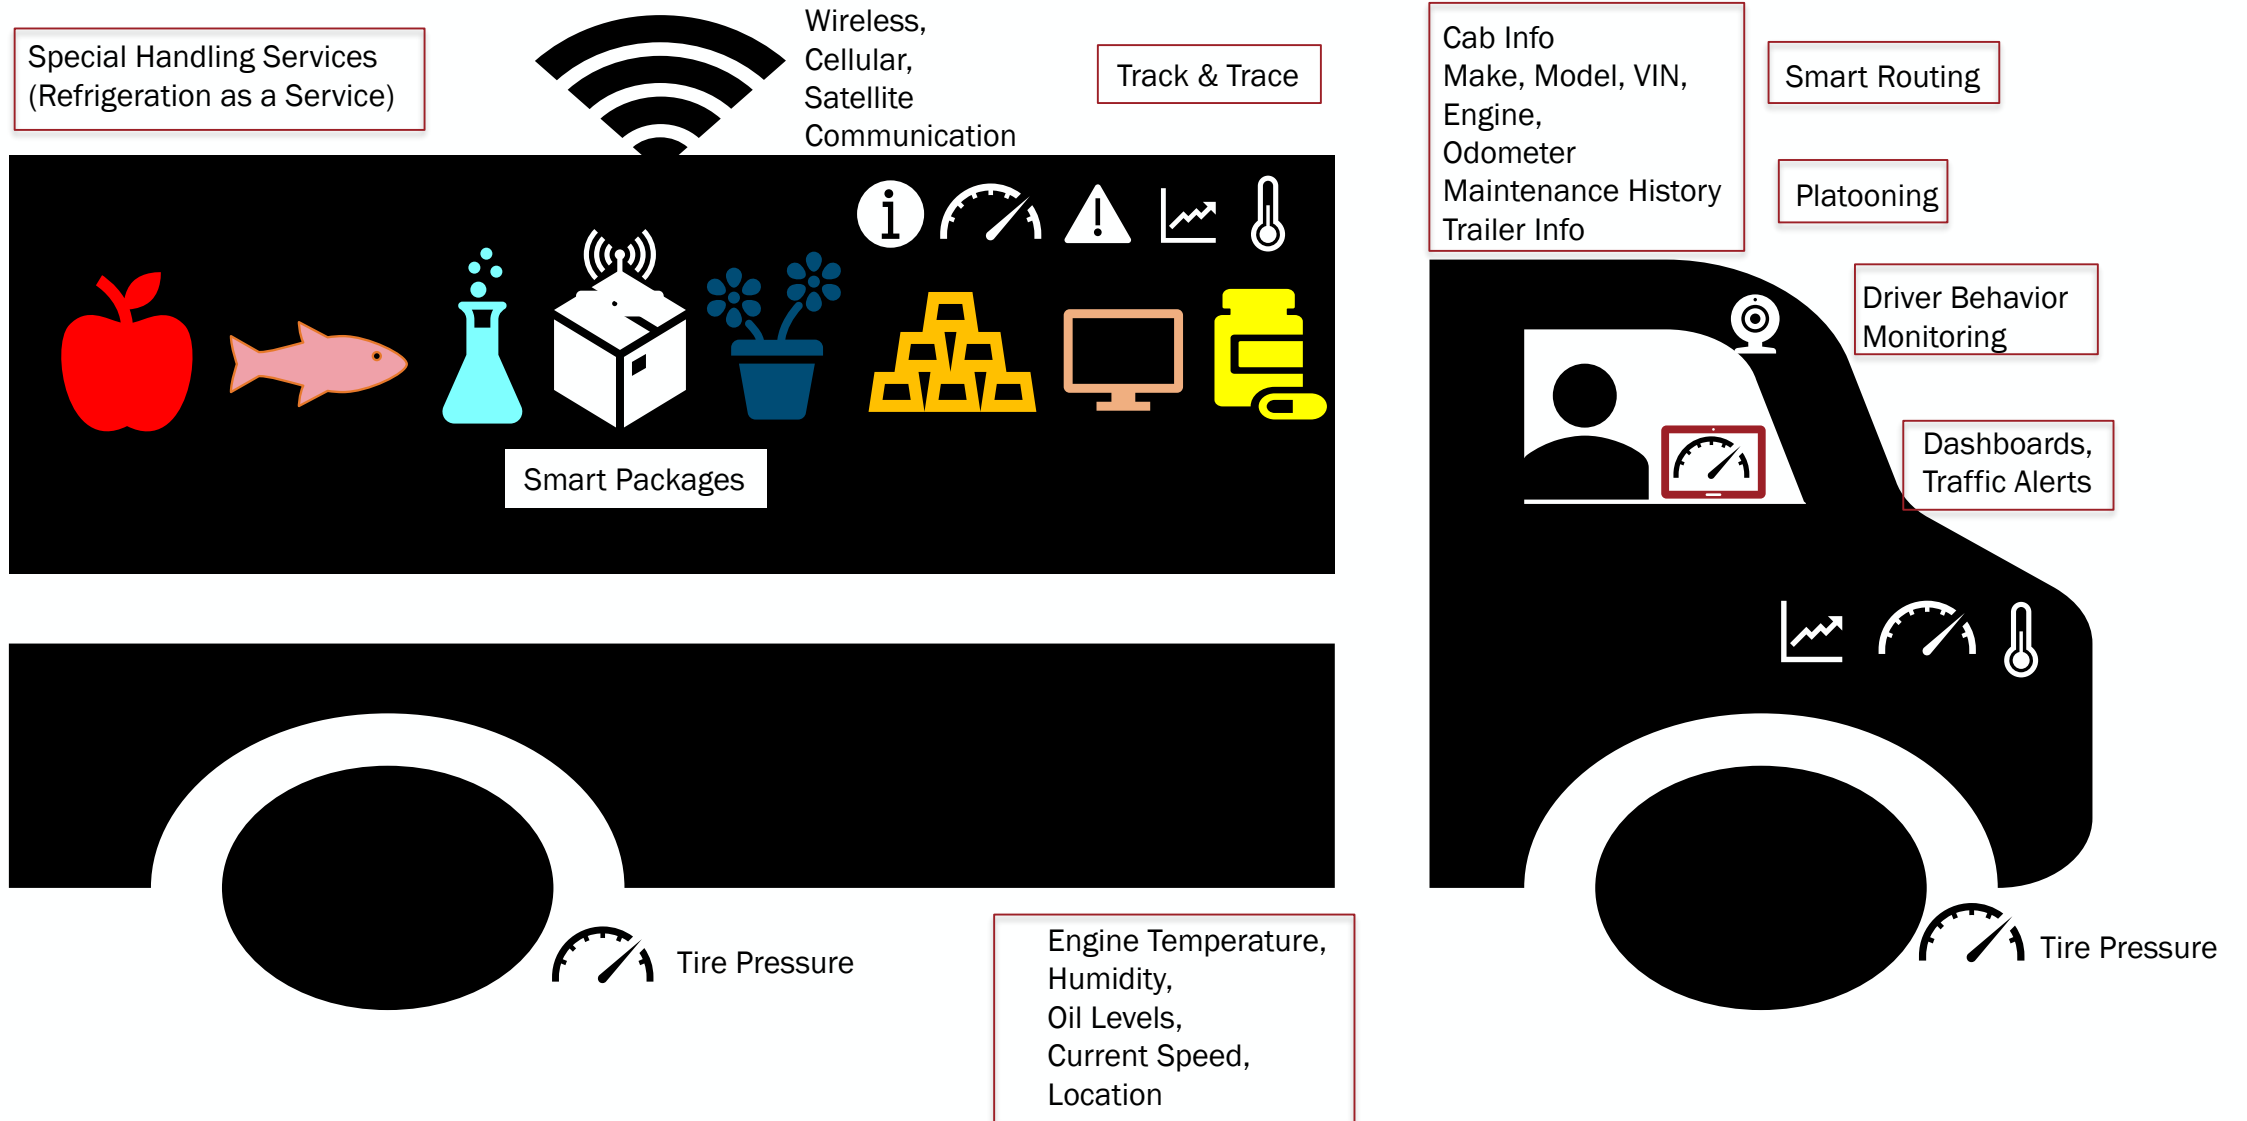 Special Handling Services
(Refrigeration as a Service)
Wireless,
Cellular,
Satellite
Communication
Track & Trace
Cab Info
Make, Model, VIN,
Engine,
Odometer
Maintenance History
Trailer Info
Smart Routing
Platooning
Driver Behavior
Monitoring
Dashboards,
Traffic Alerts
Smart Packages
Tire Pressure
Engine Temperature,
Humidity,
Oil Levels,
Current Speed,
Location
Tire Pressure